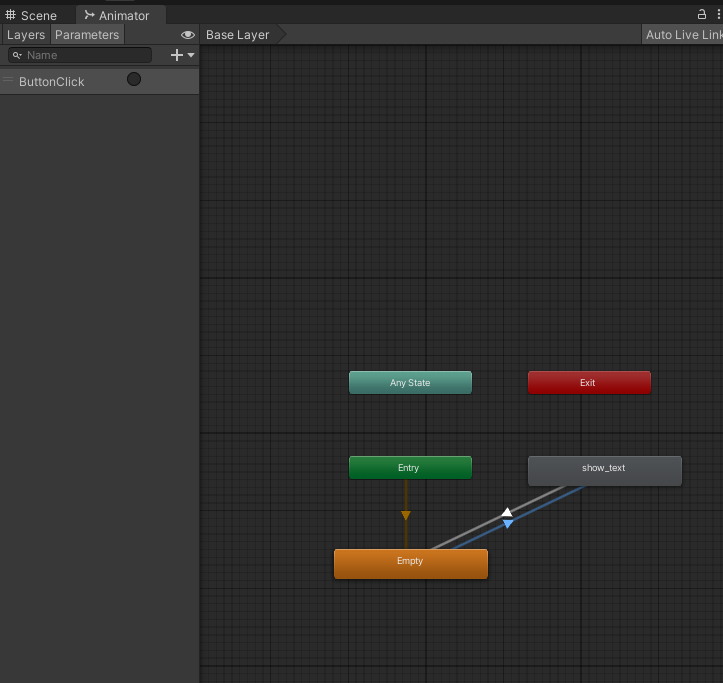 Scene
Animator
Layers
Parameters
Base Layer
Auto Live Link
Name
ButtonClick
Any State
Exit
Entry
show_text
Empty